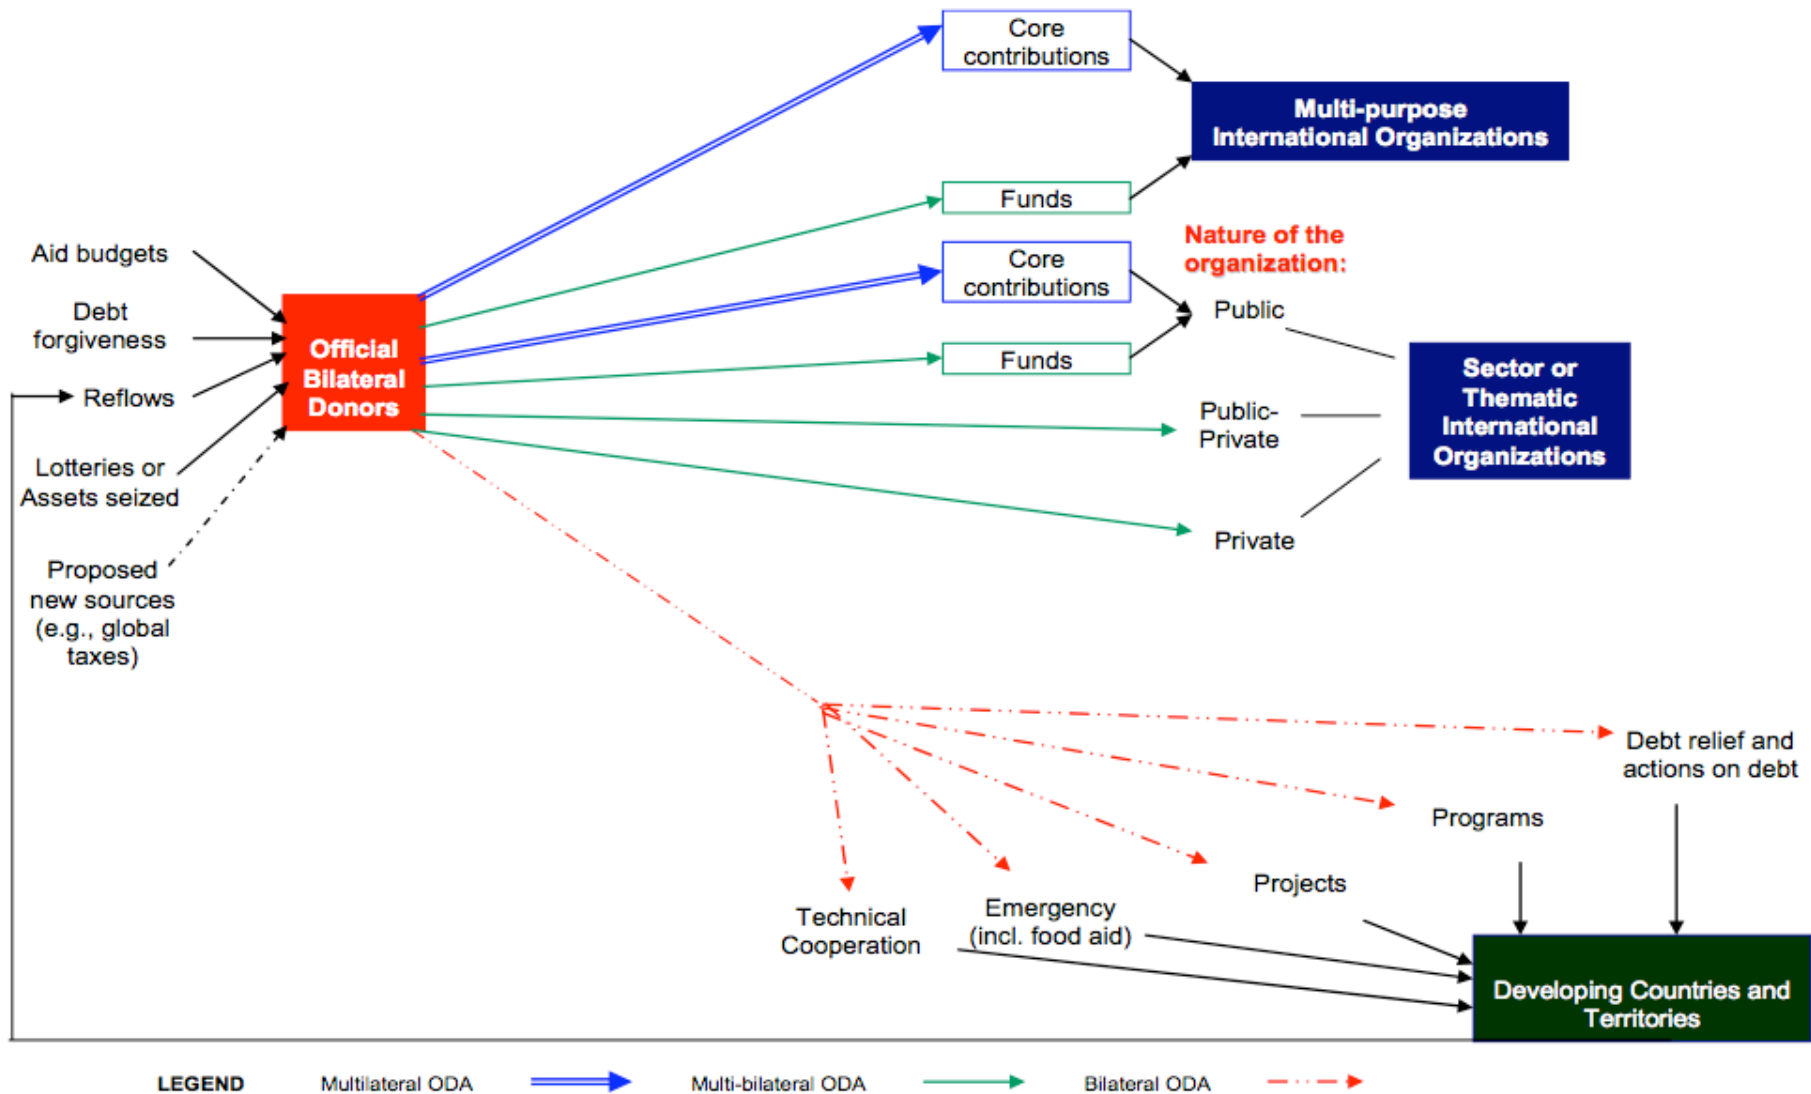 Core
contributions
Multi-purpose
International Organizations
Funds
Nature of the
organization:
Aid budgets
Core
contributions
Public
Debt
forgiveness
Official
Bilateral
Donors
Funds
Sector or
Thematic
International
Organizations
Reflows
Public-
Private
Lotteries or
Assets seized
Private
Proposed
new sources
(e.g., global
taxes)
Debt relief and
actions on debt
Programs
Projects
Emergency
(incl. food aid)
Technical
Cooperation
Developing Countries and
Territories
LEGEND Multilateral ODA Multi-bilateral ODA Bilateral ODA